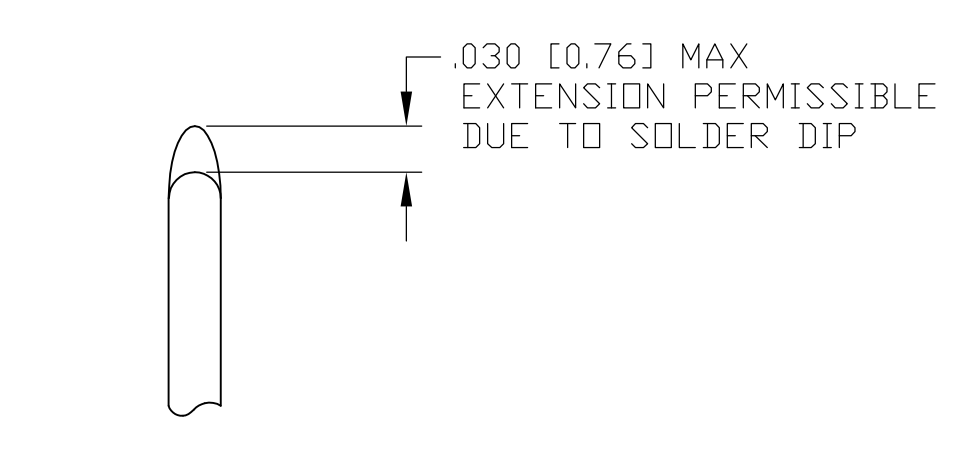 .030 [0.76] MAX
EXTENSION PERMISSIBLE
DUE TO SOLDER DIP